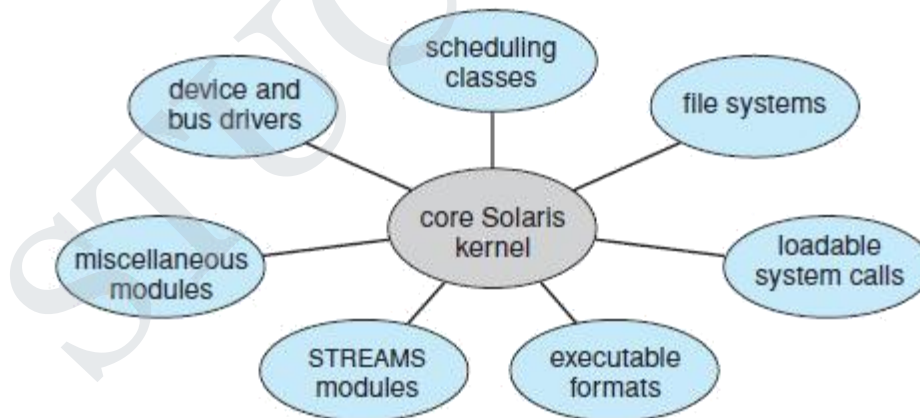 scheduling
classes
device and
bus drivers
file systems
core Solaris
kernel
miscellaneous
modules
loadable
system calls
STREAMS
modules
executable
formats